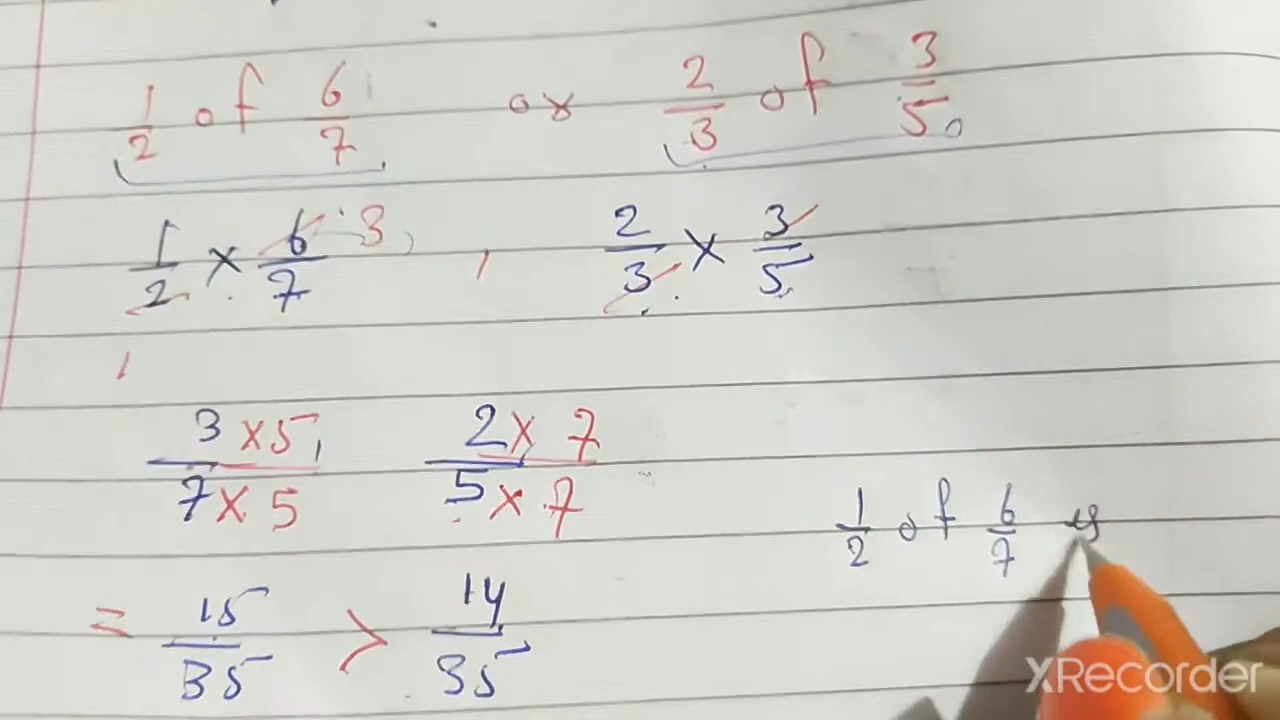 1/2 of 6/7 or 2/3 of 3/5
1/2 × 6/7 3 , 2/3 × 3/5
1
3×5/7×5 2×7/5×7
1/2 of 6/7
= 15/35 > 14/35
XRecorder